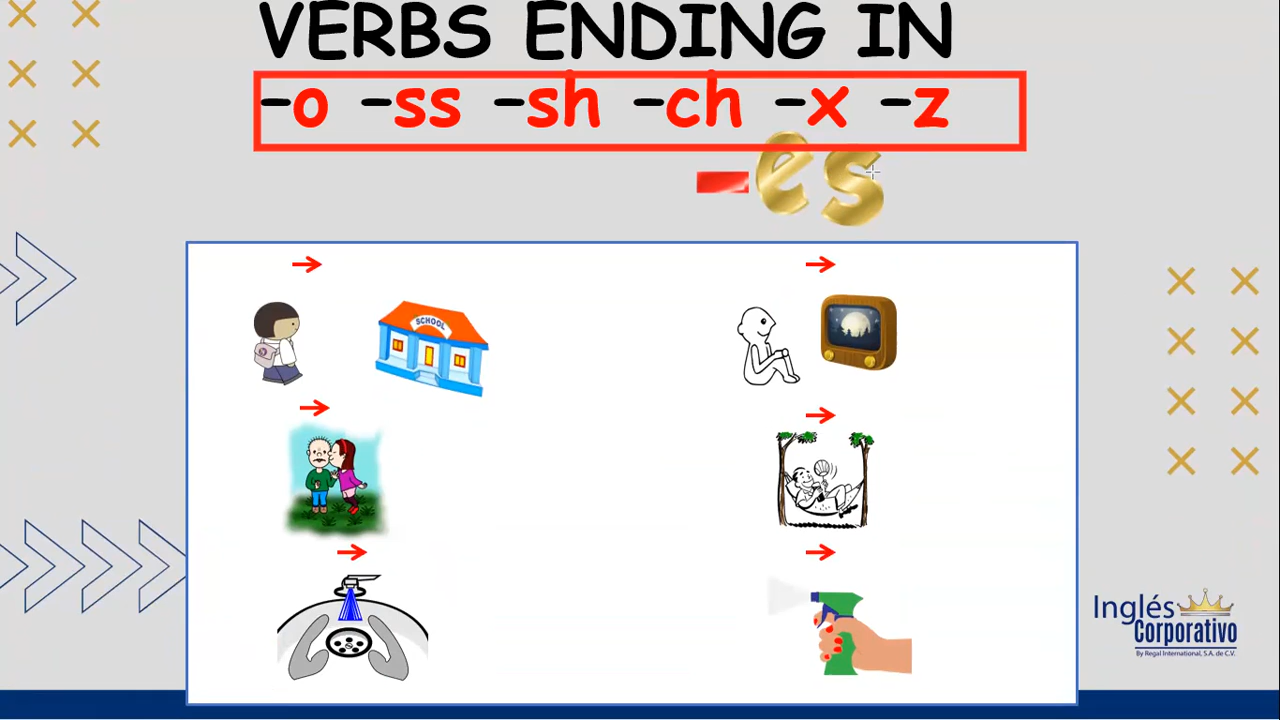 VERBS ENDING IN
-o -ss -sh -ch -x -z
-es
SCHOOL
Inglés
Corporativo
By Regal International, S.A. de C.V.